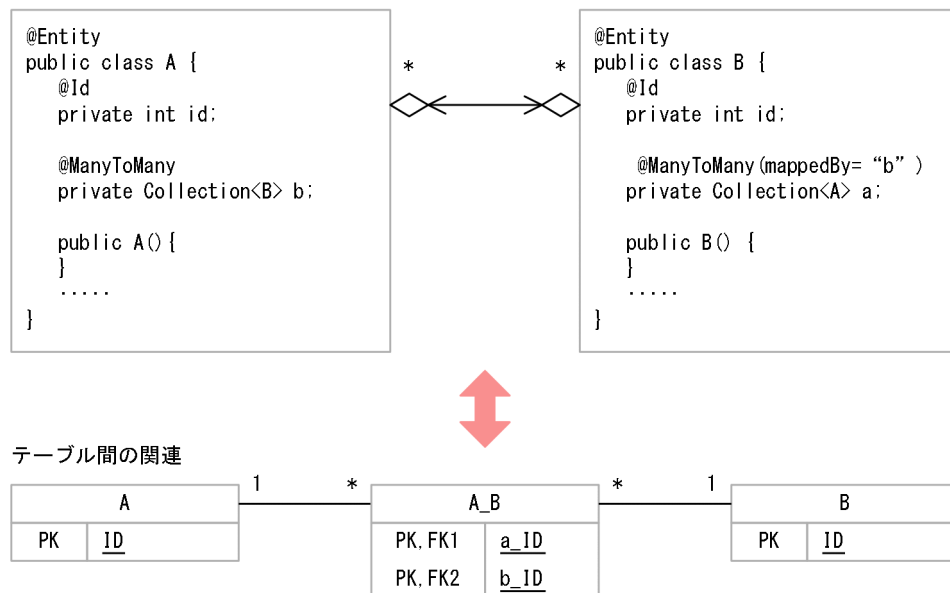 @Entity
public class A {
@Id
private int id;
@ManyToMany
private Collection<B> b;
public A(){
}
.....
}
* *
@Entity
public class B {
@Id
private int id;
@ManyToMany(mappedBy= “b” )
private Collection<A> a;
public B() {
}
.....
}
テーブル間の関連
A
PK ID
1 *
A_B
PK,FK1 a_ID
PK,FK2 b_ID
* 1
B
PK ID